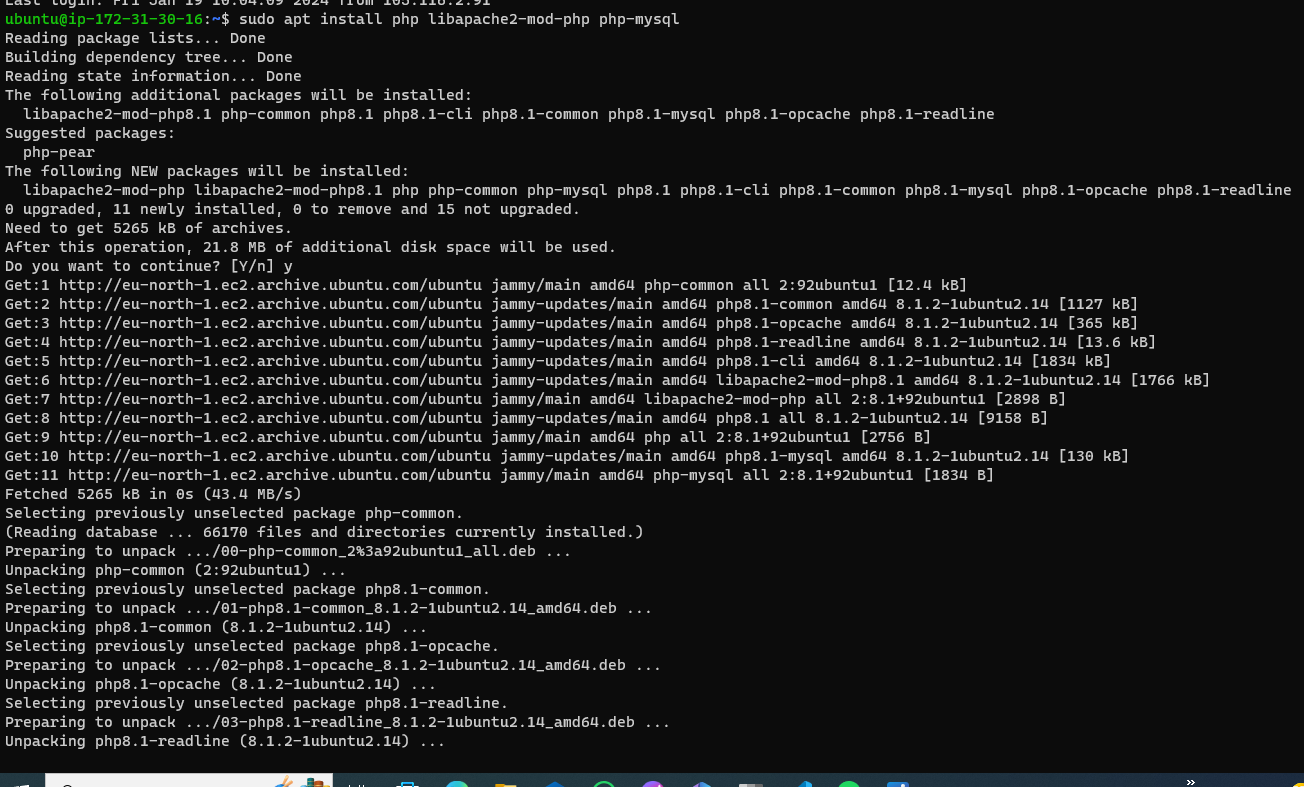 Last login: Fri Jan 19 10:04:09 2024 from 105.116.2.91
ubuntu@ip-172-31-30-16:~$ sudo apt install php libapache2-mod-php php-mysql
Reading package lists... Done
Building dependency tree... Done
Reading state information... Done
The following additional packages will be installed:
  libapache2-mod-php8.1 php-common php8.1 php8.1-cli php8.1-common php8.1-mysql php8.1-opcache php8.1-readline
Suggested packages:
  php-pear
The following NEW packages will be installed:
  libapache2-mod-php libapache2-mod-php8.1 php php-common php-mysql php8.1 php8.1-cli php8.1-common php8.1-mysql php8.1-opcache php8.1-readline
0 upgraded, 11 newly installed, 0 to remove and 15 not upgraded.
Need to get 5265 kB of archives.
After this operation, 21.8 MB of additional disk space will be used.
Do you want to continue? [Y/n] y
Get:1 http://eu-north-1.ec2.archive.ubuntu.com/ubuntu jammy/main amd64 php-common all 2:92ubuntu1 [12.4 kB]
Get:2 http://eu-north-1.ec2.archive.ubuntu.com/ubuntu jammy-updates/main amd64 php8.1-common amd64 8.1.2-1ubuntu2.14 [1127 kB]
Get:3 http://eu-north-1.ec2.archive.ubuntu.com/ubuntu jammy-updates/main amd64 php8.1-opcache amd64 8.1.2-1ubuntu2.14 [365 kB]
Get:4 http://eu-north-1.ec2.archive.ubuntu.com/ubuntu jammy-updates/main amd64 php8.1-readline amd64 8.1.2-1ubuntu2.14 [13.6 kB]
Get:5 http://eu-north-1.ec2.archive.ubuntu.com/ubuntu jammy-updates/main amd64 php8.1-cli amd64 8.1.2-1ubuntu2.14 [1834 kB]
Get:6 http://eu-north-1.ec2.archive.ubuntu.com/ubuntu jammy-updates/main amd64 libapache2-mod-php8.1 amd64 8.1.2-1ubuntu2.14 [1766 kB]
Get:7 http://eu-north-1.ec2.archive.ubuntu.com/ubuntu jammy/main amd64 libapache2-mod-php all 2:8.1+92ubuntu1 [2898 B]
Get:8 http://eu-north-1.ec2.archive.ubuntu.com/ubuntu jammy-updates/main amd64 php8.1 all 8.1.2-1ubuntu2.14 [9158 B]
Get:9 http://eu-north-1.ec2.archive.ubuntu.com/ubuntu jammy/main amd64 php all 2:8.1+92ubuntu1 [2756 B]
Get:10 http://eu-north-1.ec2.archive.ubuntu.com/ubuntu jammy-updates/main amd64 php8.1-mysql amd64 8.1.2-1ubuntu2.14 [130 kB]
Get:11 http://eu-north-1.ec2.archive.ubuntu.com/ubuntu jammy/main amd64 php-mysql all 2:8.1+92ubuntu1 [1834 B]
Fetched 5265 kB in 0s (43.4 MB/s)
Selecting previously unselected package php-common.
(Reading database ... 66170 files and directories currently installed.)
Preparing to unpack .../00-php-common_2%3a92ubuntu1_all.deb ...
Unpacking php-common (2:92ubuntu1) ...
Selecting previously unselected package php8.1-common.
Preparing to unpack .../01-php8.1-common_8.1.2-1ubuntu2.14_amd64.deb ...
Unpacking php8.1-common (8.1.2-1ubuntu2.14) ...
Selecting previously unselected package php8.1-opcache.
Preparing to unpack .../02-php8.1-opcache_8.1.2-1ubuntu2.14_amd64.deb ...
Unpacking php8.1-opcache (8.1.2-1ubuntu2.14) ...
Selecting previously unselected package php8.1-readline.
Preparing to unpack .../03-php8.1-readline_8.1.2-1ubuntu2.14_amd64.deb ...
Unpacking php8.1-readline (8.1.2-1ubuntu2.14) ...